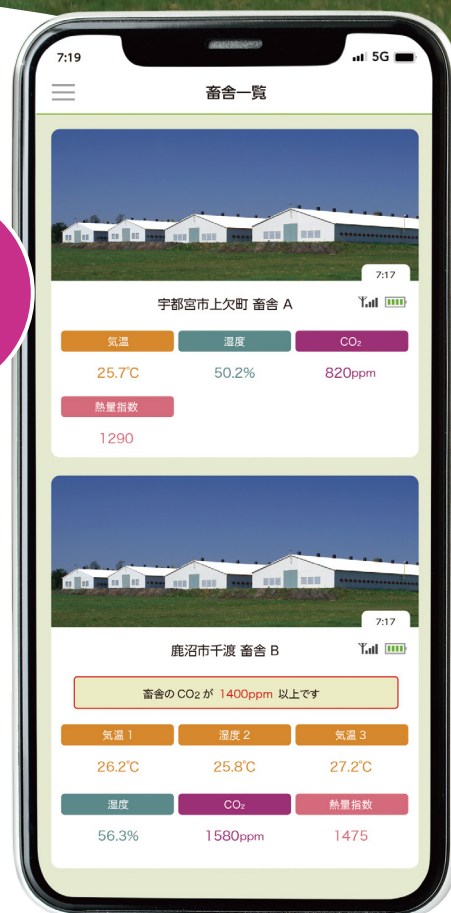 7:19
5G
畜舎一覧
7:17
宇都宮市上欠町 畜舎 A
気温 湿度 CO₂
25.7℃ 50.2% 820ppm
熱量指数
1290
7:17
鹿沼市千渡 畜舎 B
畜舎の CO₂ が 1400ppm 以上です
気温 1 湿度 2 気温 3
26.2℃ 25.8℃ 27.2℃
湿度 CO₂ 熱量指数
56.3% 1580ppm 1475